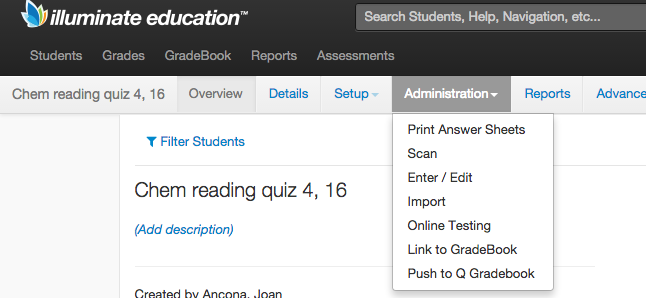 illuminate education™
Search Students, Help, Navigation, etc...
Students Grades GradeBook Reports Assessments
Chem reading quiz 4, 16 Overview Details Setup Administration Reports Advance
Print Answer Sheets
Scan
Enter / Edit
Import
Online Testing
Link to GradeBook
Push to Q Gradebook
Filter Students
Chem reading quiz 4, 16
(Add description)
Created by Ancona, Joan